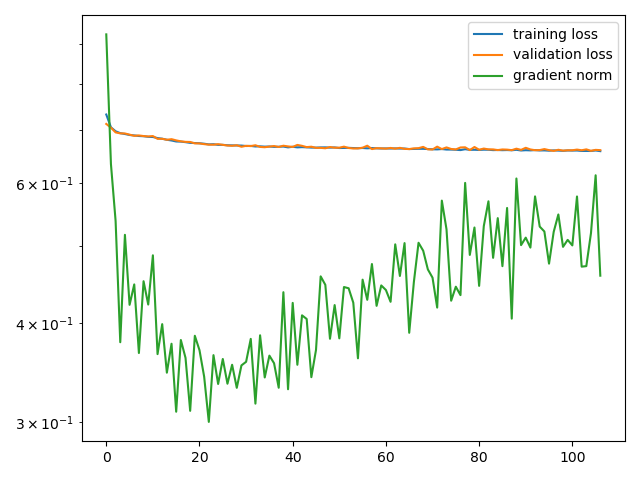 training loss
validation loss
gradient norm
6 × 10⁻¹
4 × 10⁻¹
3 × 10⁻¹
0 20 40 60 80 100